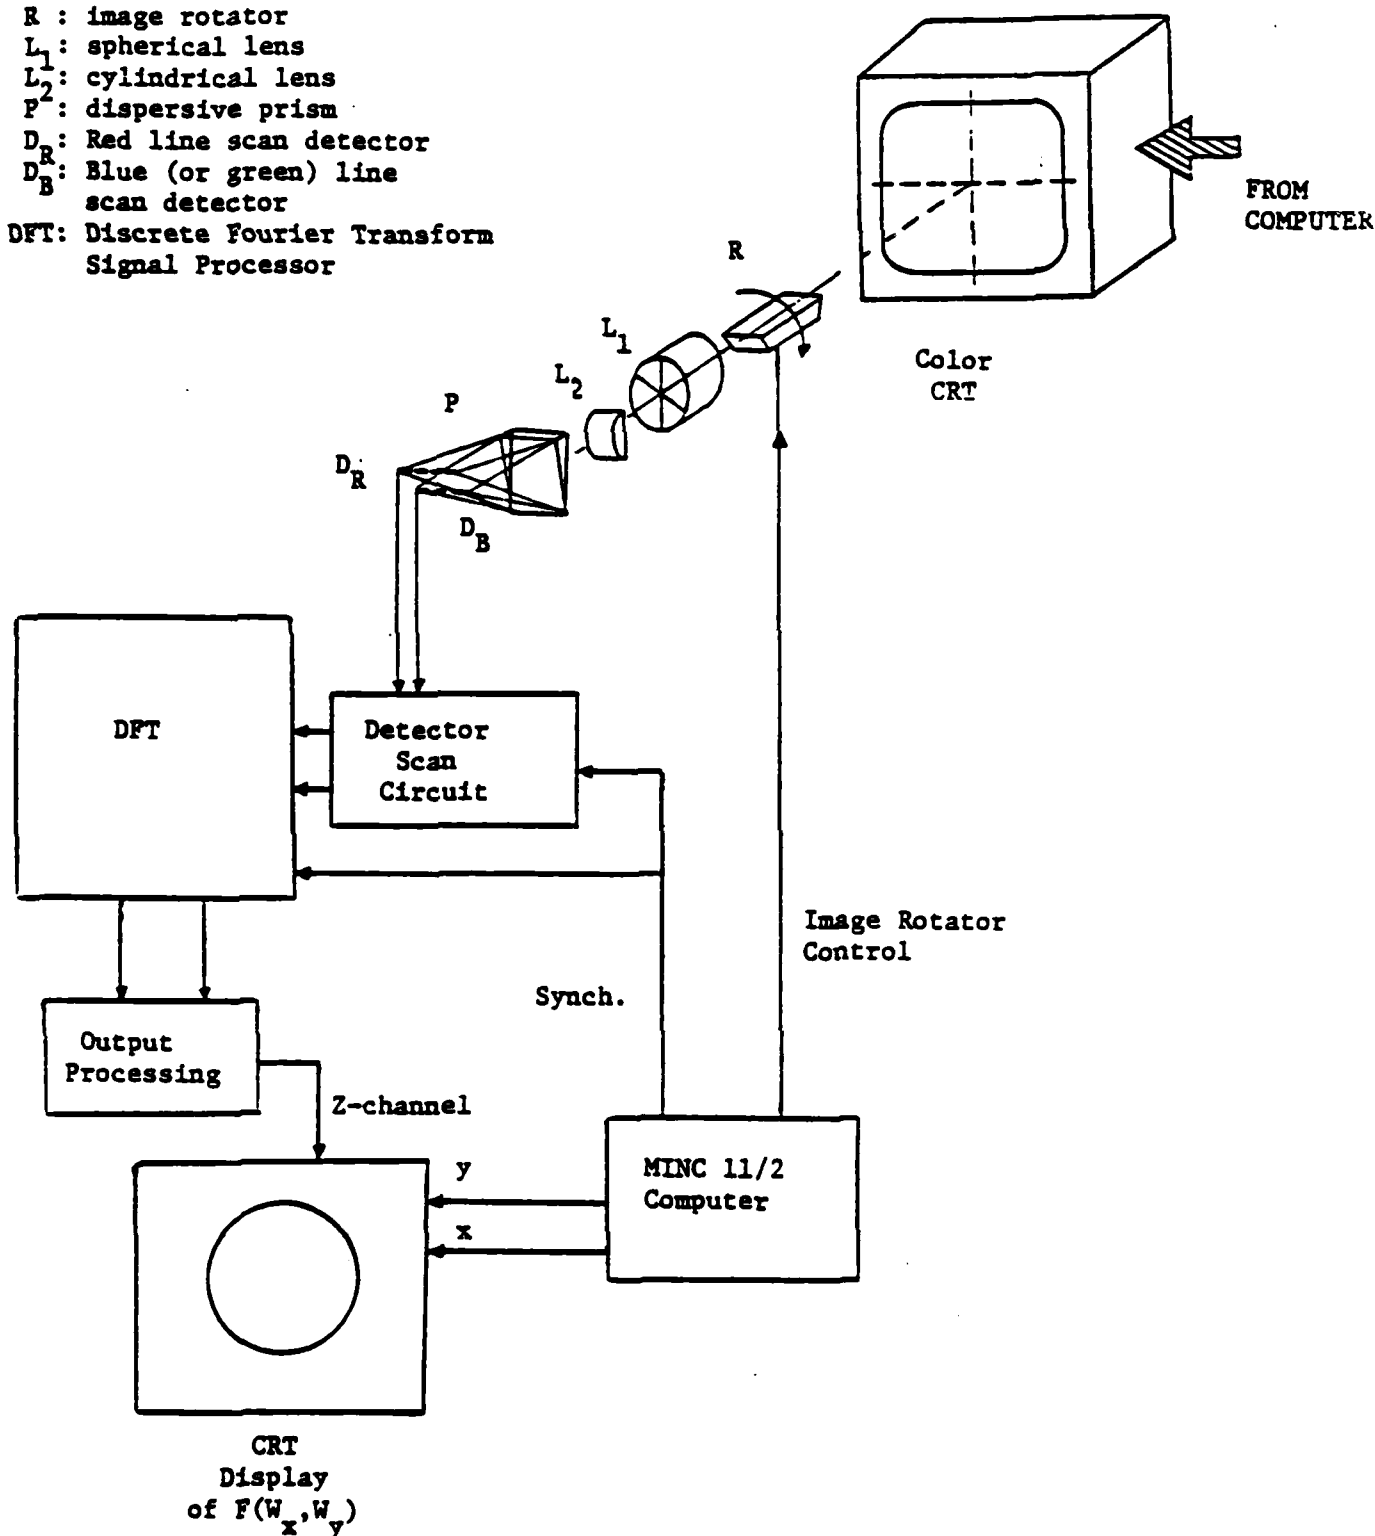 R : image rotator
L1: spherical lens
L2: cylindrical lens
P : dispersive prism
DR: Red line scan detector
DB: Blue (or green) line
scan detector
DFT: Discrete Fourier Transform
Signal Processor
FROM
COMPUTER
R
Color
CRT
L1
L2
P
DR
DB
DFT
Detector
Scan
Circuit
Image Rotator
Control
Synch.
Output
Processing
Z-channel
MINC 11/2
Computer
y
x
CRT
Display
of F(Wx,Wy)